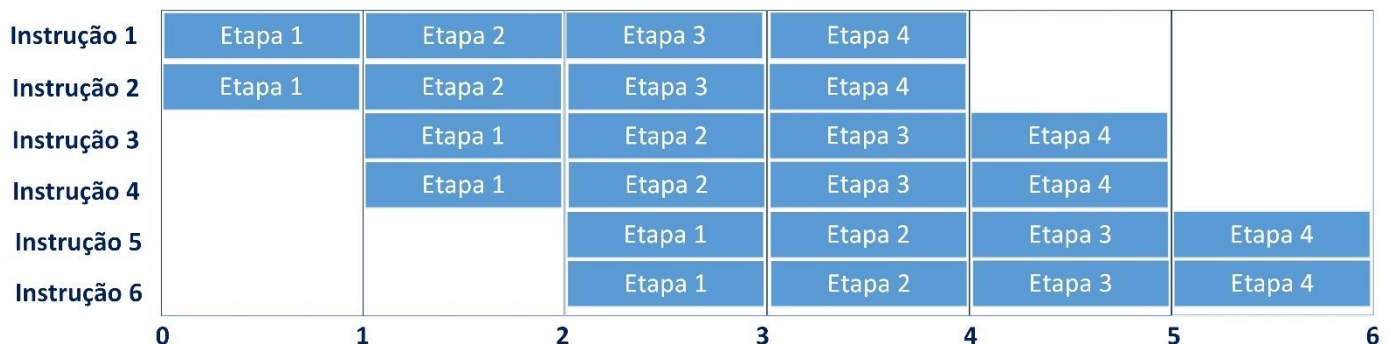 Instrução 1 Etapa 1 Etapa 2 Etapa 3 Etapa 4
Instrução 2 Etapa 1 Etapa 2 Etapa 3 Etapa 4
Instrução 3 Etapa 1 Etapa 2 Etapa 3 Etapa 4
Instrução 4 Etapa 1 Etapa 2 Etapa 3 Etapa 4
Instrução 5 Etapa 1 Etapa 2 Etapa 3 Etapa 4
Instrução 6 Etapa 1 Etapa 2 Etapa 3 Etapa 4
0 1 2 3 4 5 6